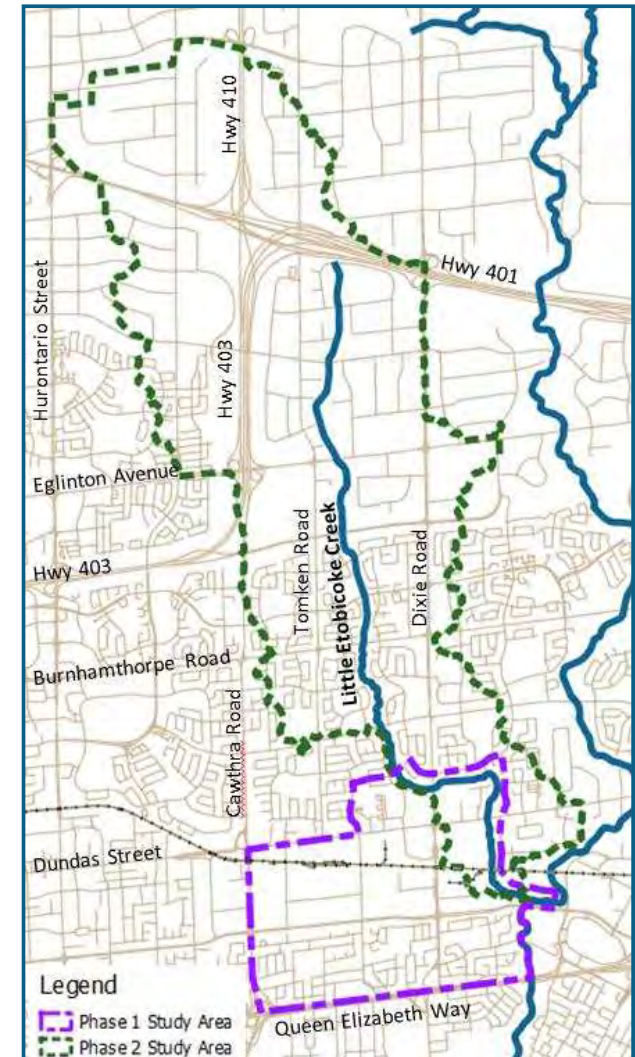 Hwy 410
Hwy 401
Hurontario Street
Hwy 403
Eglinton Avenue
Tomken Road
Little Etobicoke Creek
Dixie Road
Hwy 403
Burnhamthorpe Road
Cawthra Road
Dundas Street
Legend
Phase 1 Study Area
Queen Elizabeth Way
Phase 2 Study Area